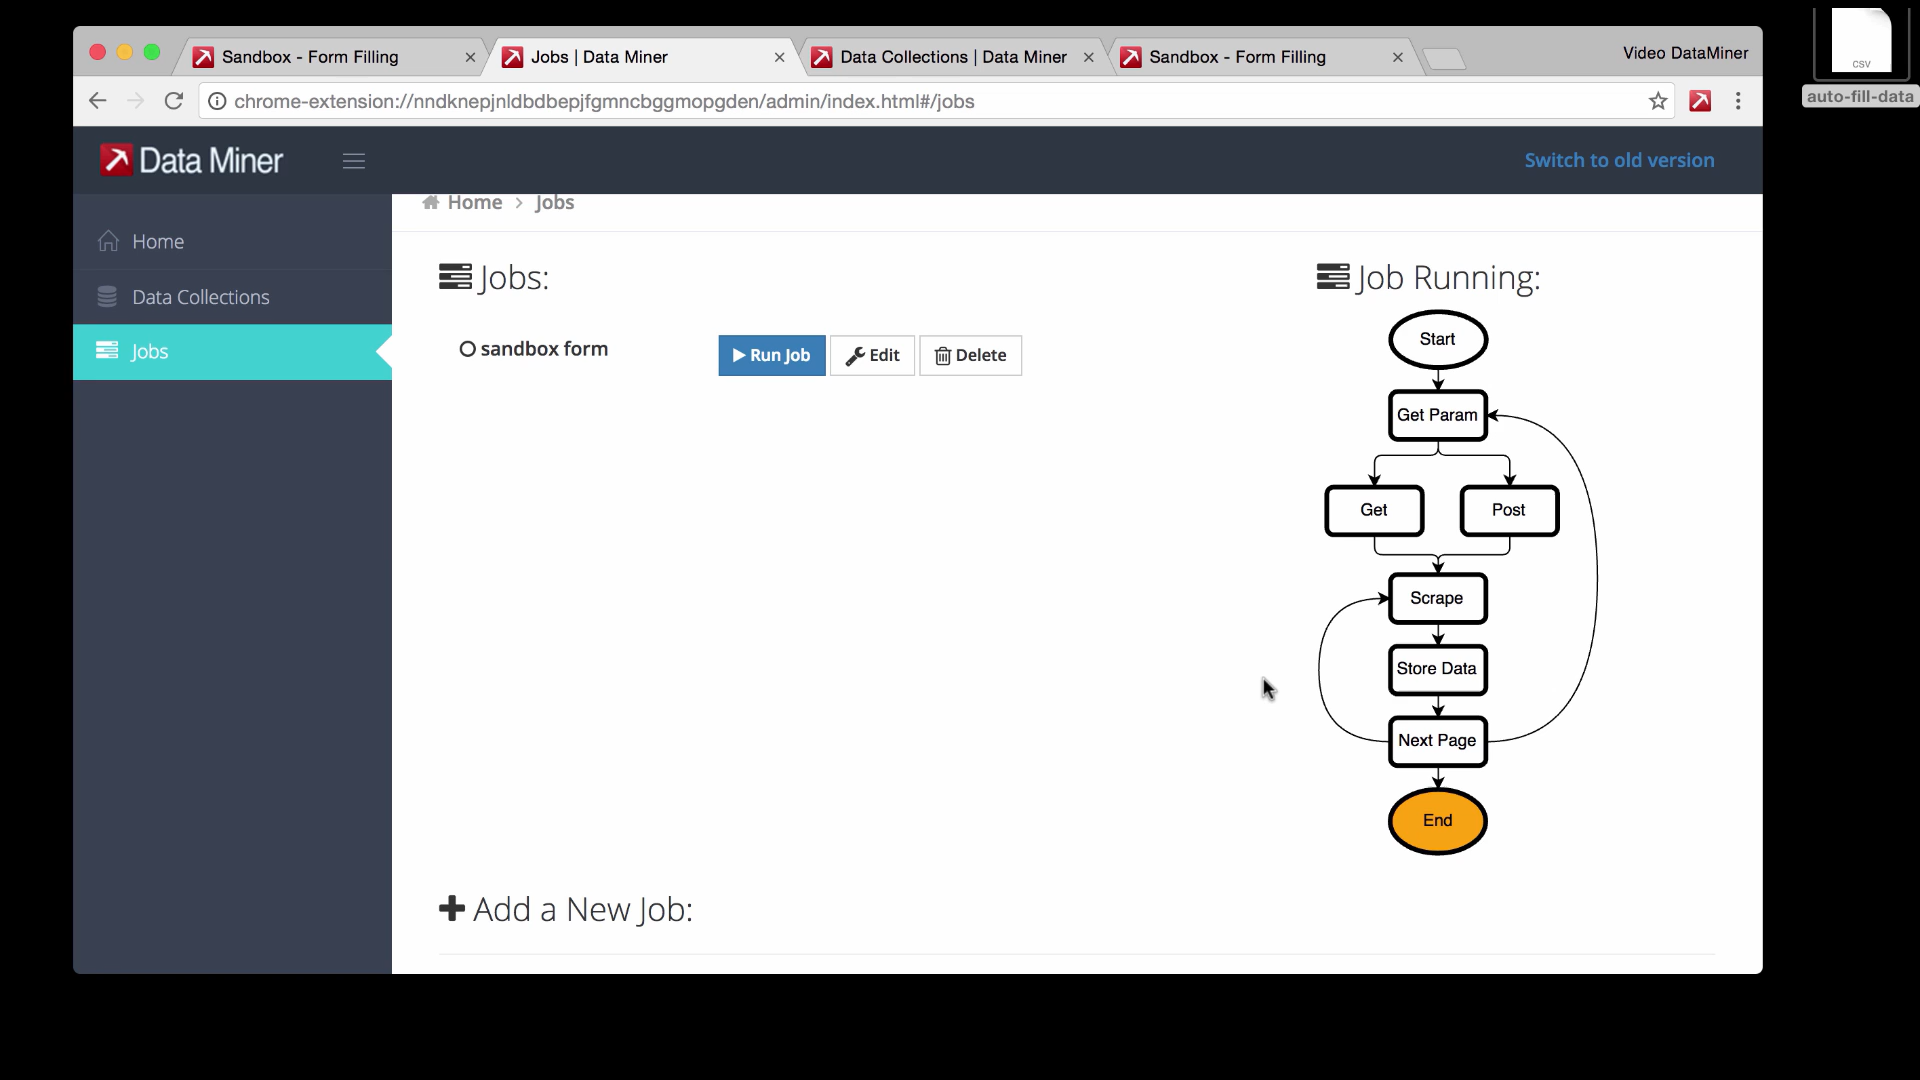 Sandbox - Form Filling
Jobs | Data Miner
Data Collections | Data Miner
Sandbox - Form Filling
Video DataMiner
chrome-extension://nndknepjnldbdbepjfgmncbggmopgden/admin/index.html#/jobs
csv
auto-fill-data
Data Miner
Switch to old version
Home
Data Collections
Jobs
Home > Jobs
Jobs:
sandbox form
Run Job
Edit
Delete
Job Running:
Start
Get Param
Get
Post
Scrape
Store Data
Next Page
End
Add a New Job: